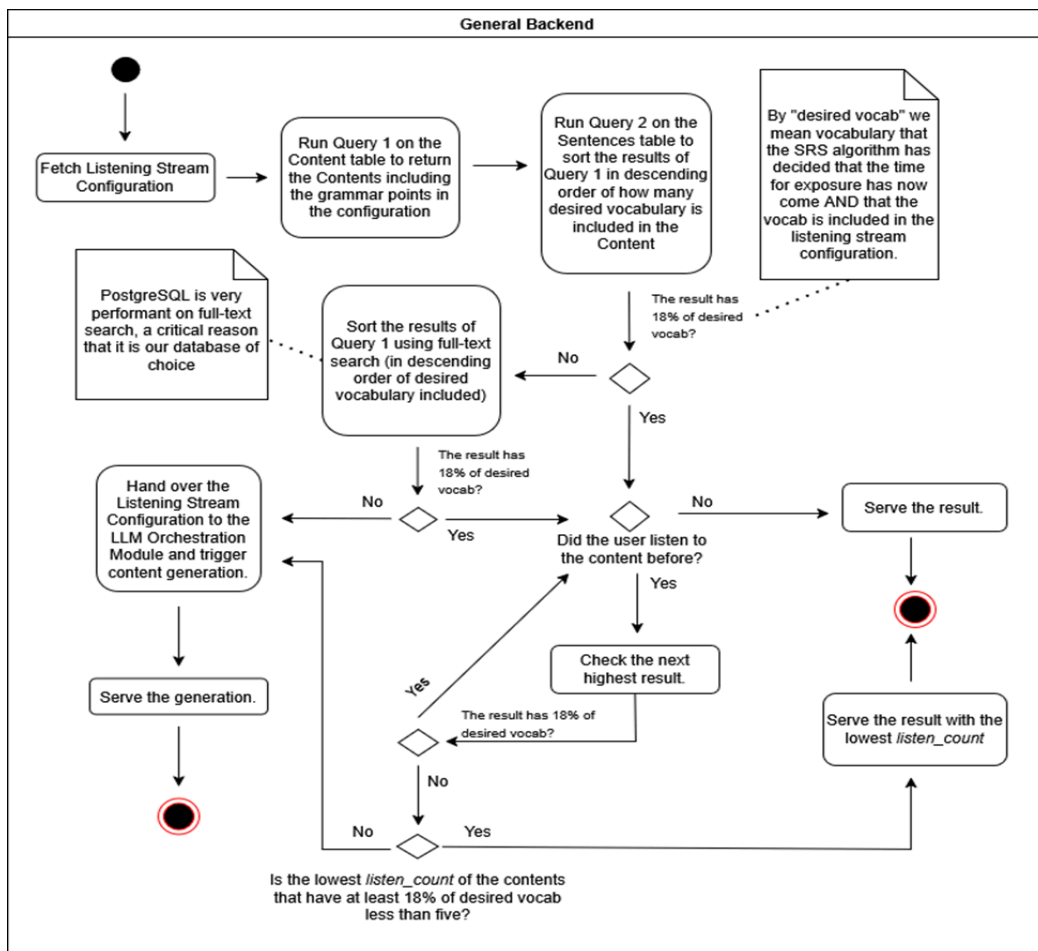 General Backend
Fetch Listening Stream
Configuration
Run Query 1 on the
Content table to return
the Contents including
the grammar points in
the configuration
Run Query 2 on the
Sentences table to
sort the results of
Query 1 in descending
order of how many
desired vocabulary is
included in the
Content
By "desired vocab" we
mean vocabulary that
the SRS algorithm has
decided that the time
for exposure has now
come AND that the
vocab is included in the
listening stream
configuration.
PostgreSQL is very
performant on full-text
search, a critical reason
that it is our database of
choice
Sort the results of
Query 1 using full-text
search (in descending
order of desired
vocabulary included)
The result has
18% of desired
vocab?
No
Yes
The result has
18% of desired
vocab?
No
Yes
Hand over the
Listening Stream
Configuration to the
LLM Orchestration
Module and trigger
content generation.
Did the user listen to
the content before?
No
Yes
Serve the result.
Check the next
highest result.
Serve the generation.
The result has 18% of
desired vocab?
Yes
No
Serve the result with the
lowest listen_count
No
Yes
Is the lowest listen_count of the contents
that have at least 18% of desired vocab
less than five?